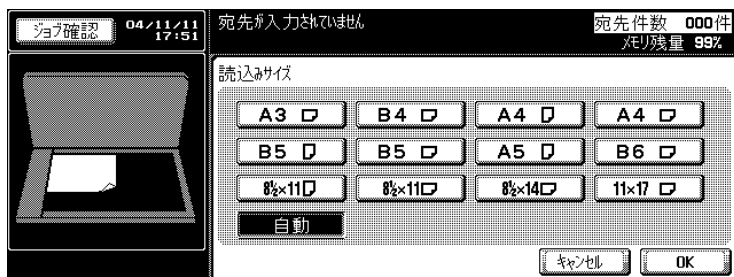 ジョブ確認
04/11/11
17:51
宛先が入力されていません
宛先件数 000件
メモリ残量 99%
読込みサイズ
A3 B4 A4 A4
B5 B5 A5 B6
8½×11 8½×11 8½×14 11×17
自動
キャンセル OK